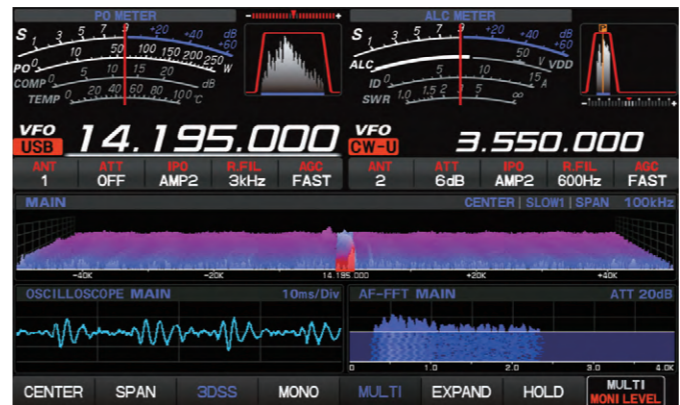 PO METER
ALC METER
S 1 3 5 7 9 +20 +40 +60 dB
PO 0 10 50 100 150 200 250 W
COMP 0 5 10 15 20 dB
TEMP 0 20 40 60 80 100 °C
- +
S 1 3 5 7 9 +20 +40 +60 dB
ALC 50 V VDD
ID 0 5 10 15 A
SWR 1.0 1.5 2 3 5 ∞
P
- +
VFO
USB 14.195.000
VFO
CW-U 3.550.000
ANT ATT IPO R.FIL AGC
1 OFF AMP2 3kHz FAST
ANT ATT IPO R.FIL AGC
2 6dB AMP2 600Hz FAST
MAIN CENTER | SLOW1 | SPAN 100kHz
-40K -20K 14.195.000 +20K +40K
OSCILLOSCOPE MAIN 10ms/Div
AF-FFT MAIN ATT 20dB
0 1.0 2.0 3.0 4.0K
CENTER SPAN 3DSS MONO MULTI EXPAND HOLD MULTI
MONI LEVEL